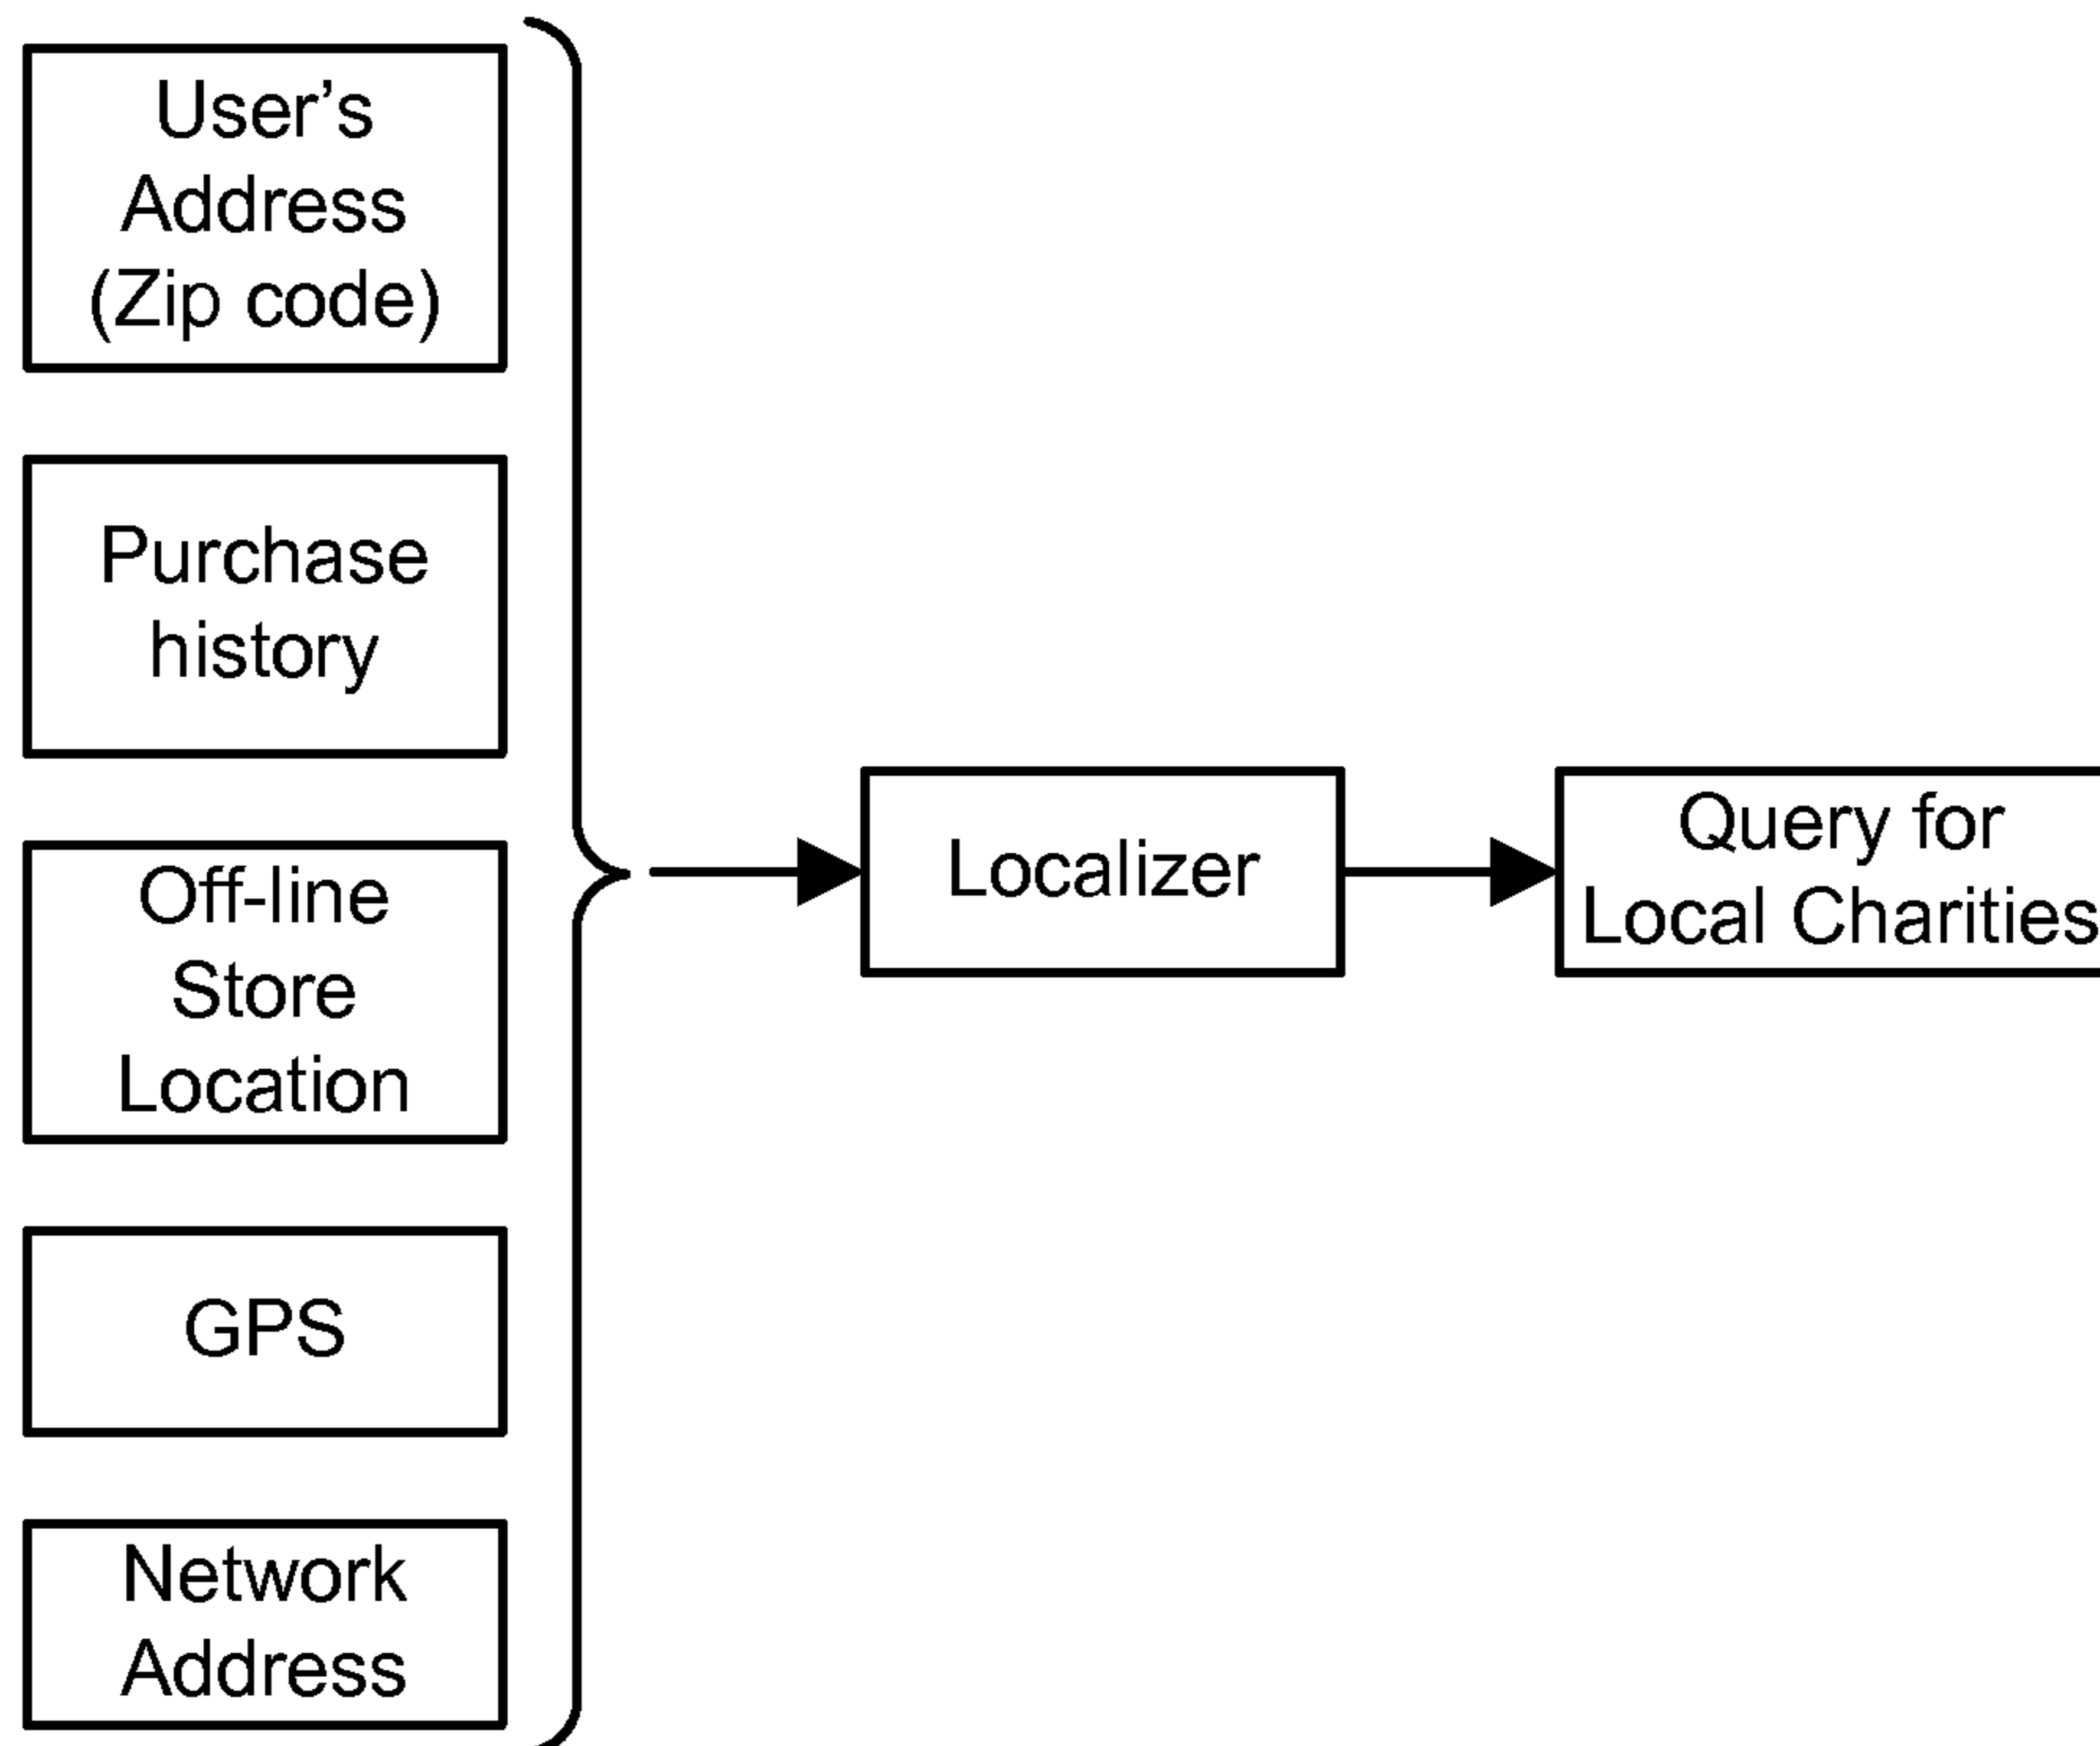 User’s
Address
(Zip code)
Purchase
history
Off-line
Store
Location
GPS
Network
Address
Localizer
Query for
Local Charities